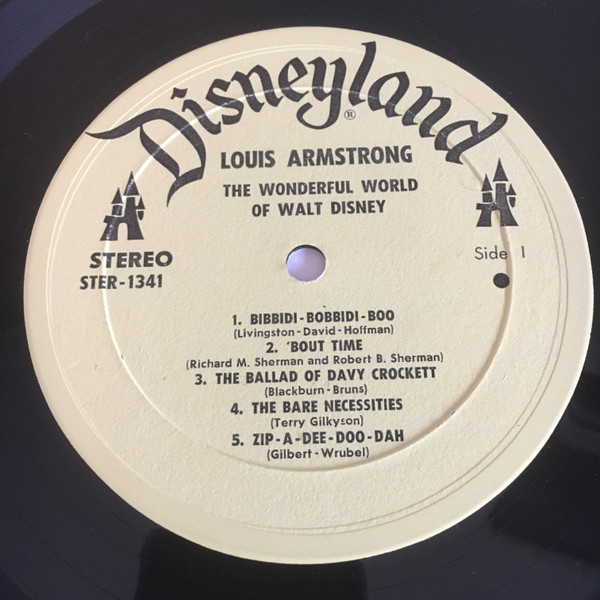 Disneyland
®
LOUIS ARMSTRONG
THE WONDERFUL WORLD
OF WALT DISNEY
STEREO
STER-1341
Side 1
1. BIBBIDI-BOBBIDI-BOO
(Livingston-David-Hoffman)
2. 'BOUT TIME
(Richard M. Sherman and Robert B. Sherman)
3. THE BALLAD OF DAVY CROCKETT
(Blackburn-Bruns)
4. THE BARE NECESSITIES
(Terry Gilkyson)
5. ZIP-A-DEE-DOO-DAH
(Gilbert-Wrubel)